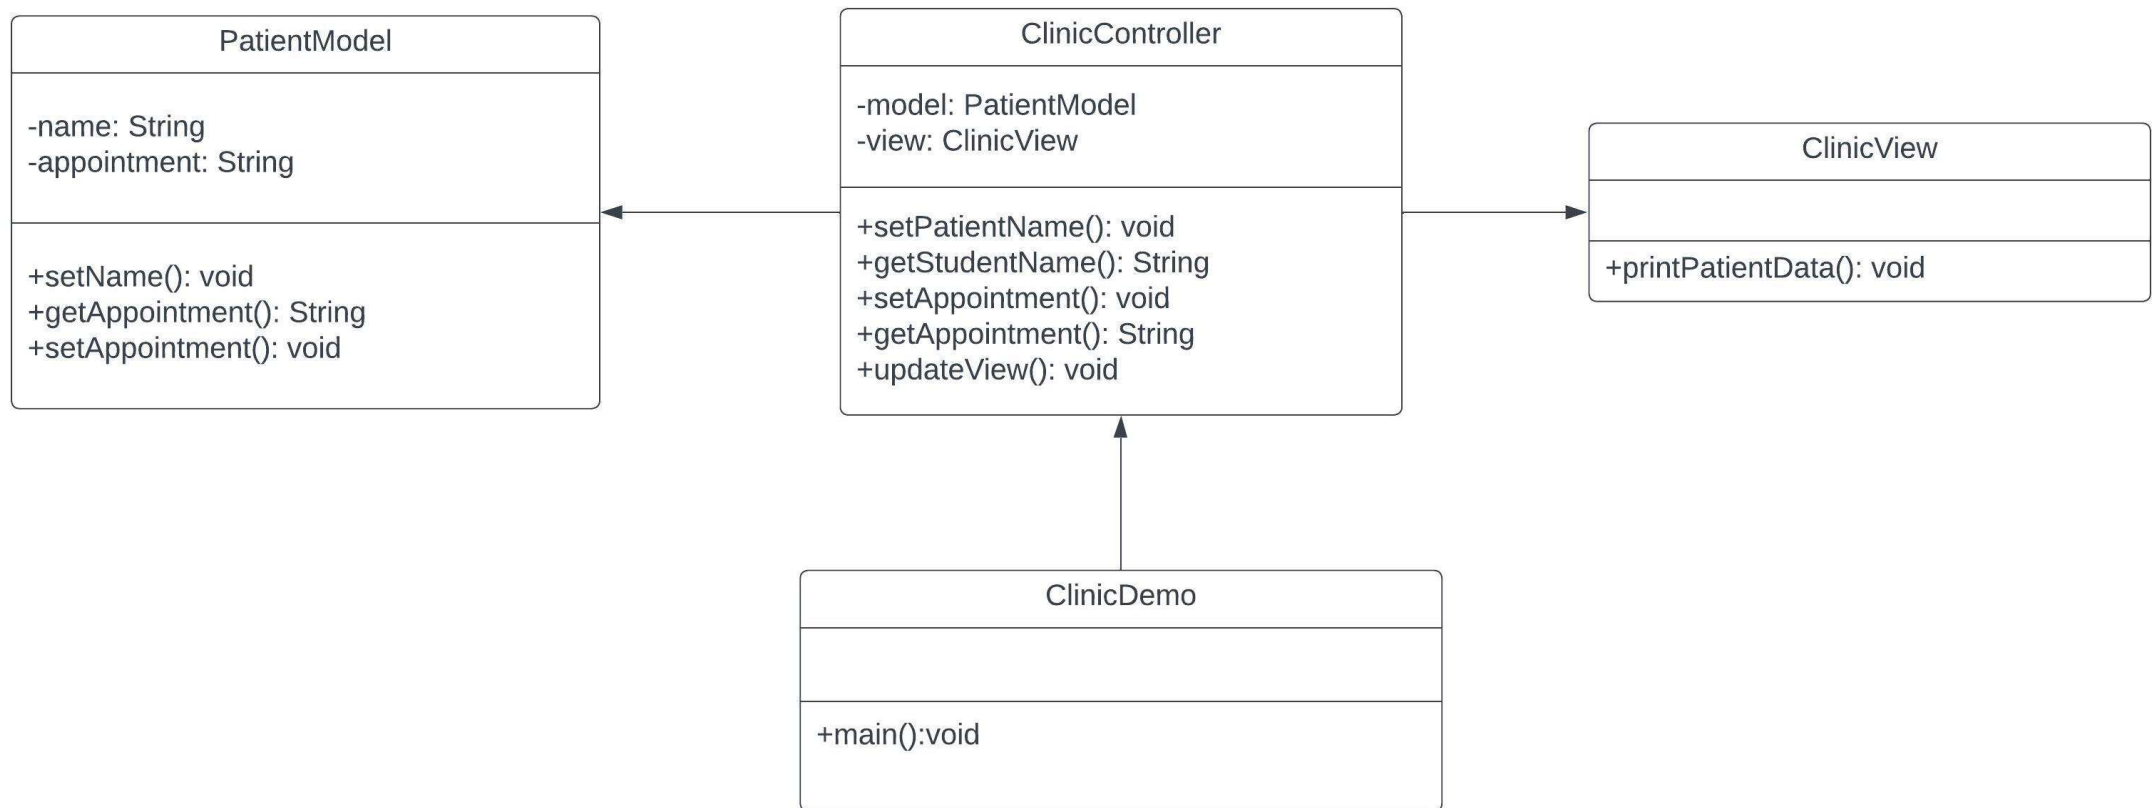 PatientModel
-name: String
-appointment: String
+setName(): void
+getAppointment(): String
+setAppointment(): void
ClinicController
-model: PatientModel
-view: ClinicView
+setPatientName(): void
+getStudentName(): String
+setAppointment(): void
+getAppointment(): String
+updateView(): void
ClinicView
+printPatientData(): void
ClinicDemo
+main():void